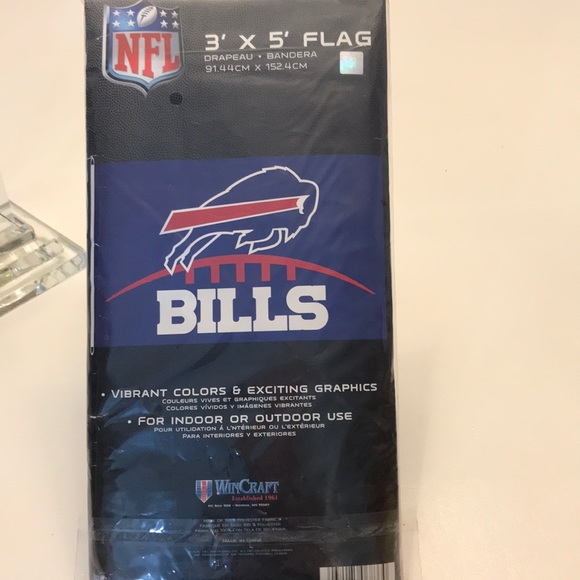 NFL
3' X 5' FLAG
DRAPEAU • BANDERA
91.44CM X 152.4CM
BILLS
• VIBRANT COLORS & EXCITING GRAPHICS
COULEURS VIVES ET GRAPHIQUES EXCITANTS
COLORES VÍVIDOS Y IMÁGENES VIBRANTES
• FOR INDOOR OR OUTDOOR USE
POUR UTILISATION À L'INTÉRIEUR OU À L'EXTÉRIEUR
PARA INTERIORES Y EXTERIORES
WINCRAFT
Established 1961